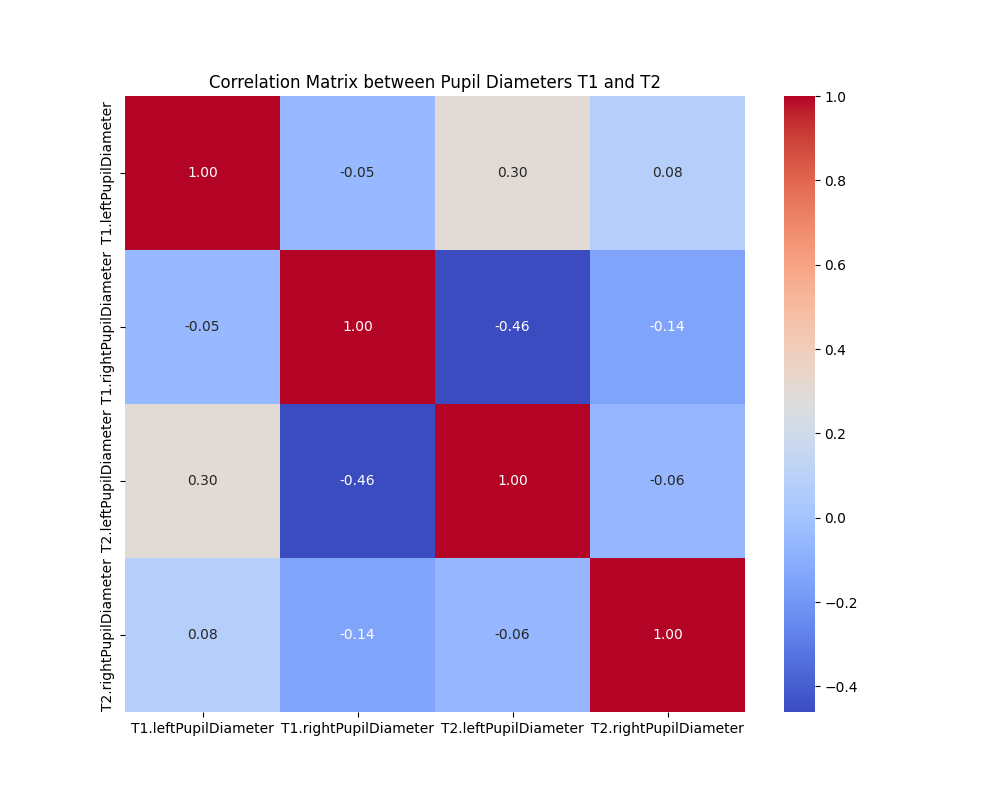 Correlation Matrix between Pupil Diameters T1 and T2
T1.leftPupilDiameter
1.00 -0.05 0.30 0.08
T1.rightPupilDiameter
-0.05 1.00 -0.46 -0.14
T2.leftPupilDiameter
0.30 -0.46 1.00 -0.06
T2.rightPupilDiameter
0.08 -0.14 -0.06 1.00
T1.leftPupilDiameter T1.rightPupilDiameter T2.leftPupilDiameter T2.rightPupilDiameter
1.0
0.8
0.6
0.4
0.2
0.0
−0.2
−0.4